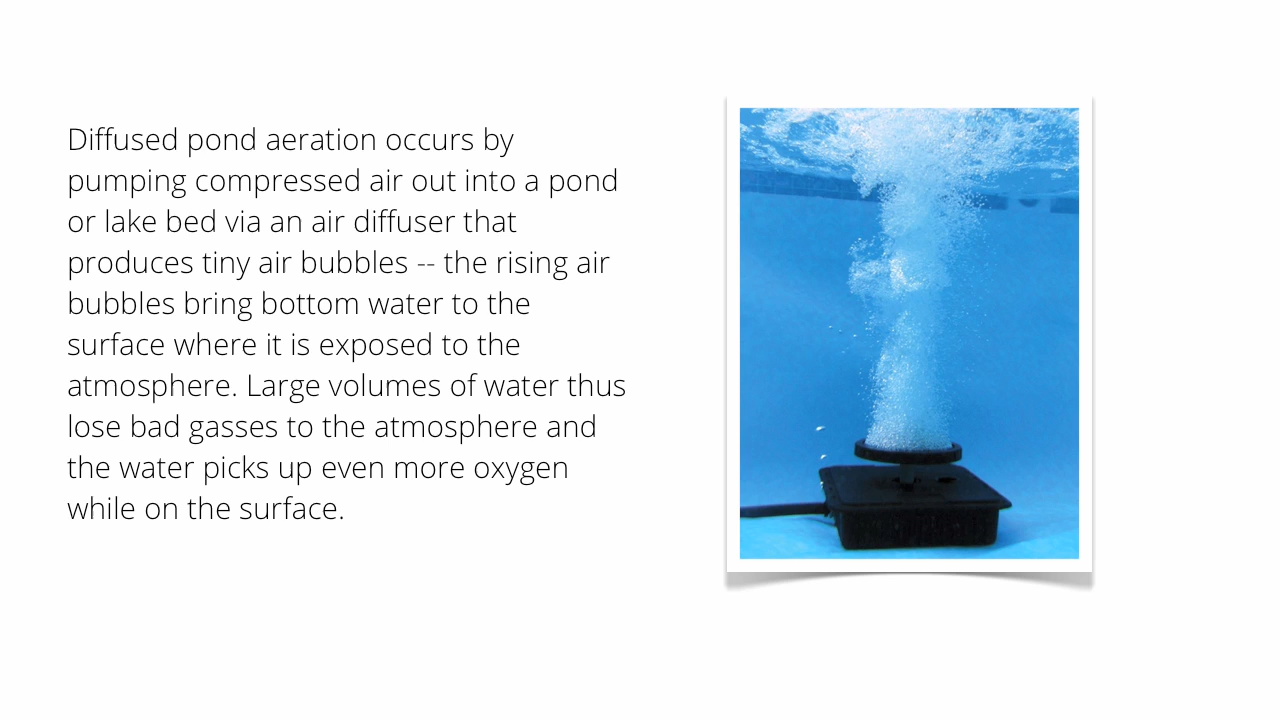 Diffused pond aeration occurs by
pumping compressed air out into a pond
or lake bed via an air diffuser that
produces tiny air bubbles -- the rising air
bubbles bring bottom water to the
surface where it is exposed to the
atmosphere. Large volumes of water thus
lose bad gasses to the atmosphere and
the water picks up even more oxygen
while on the surface.